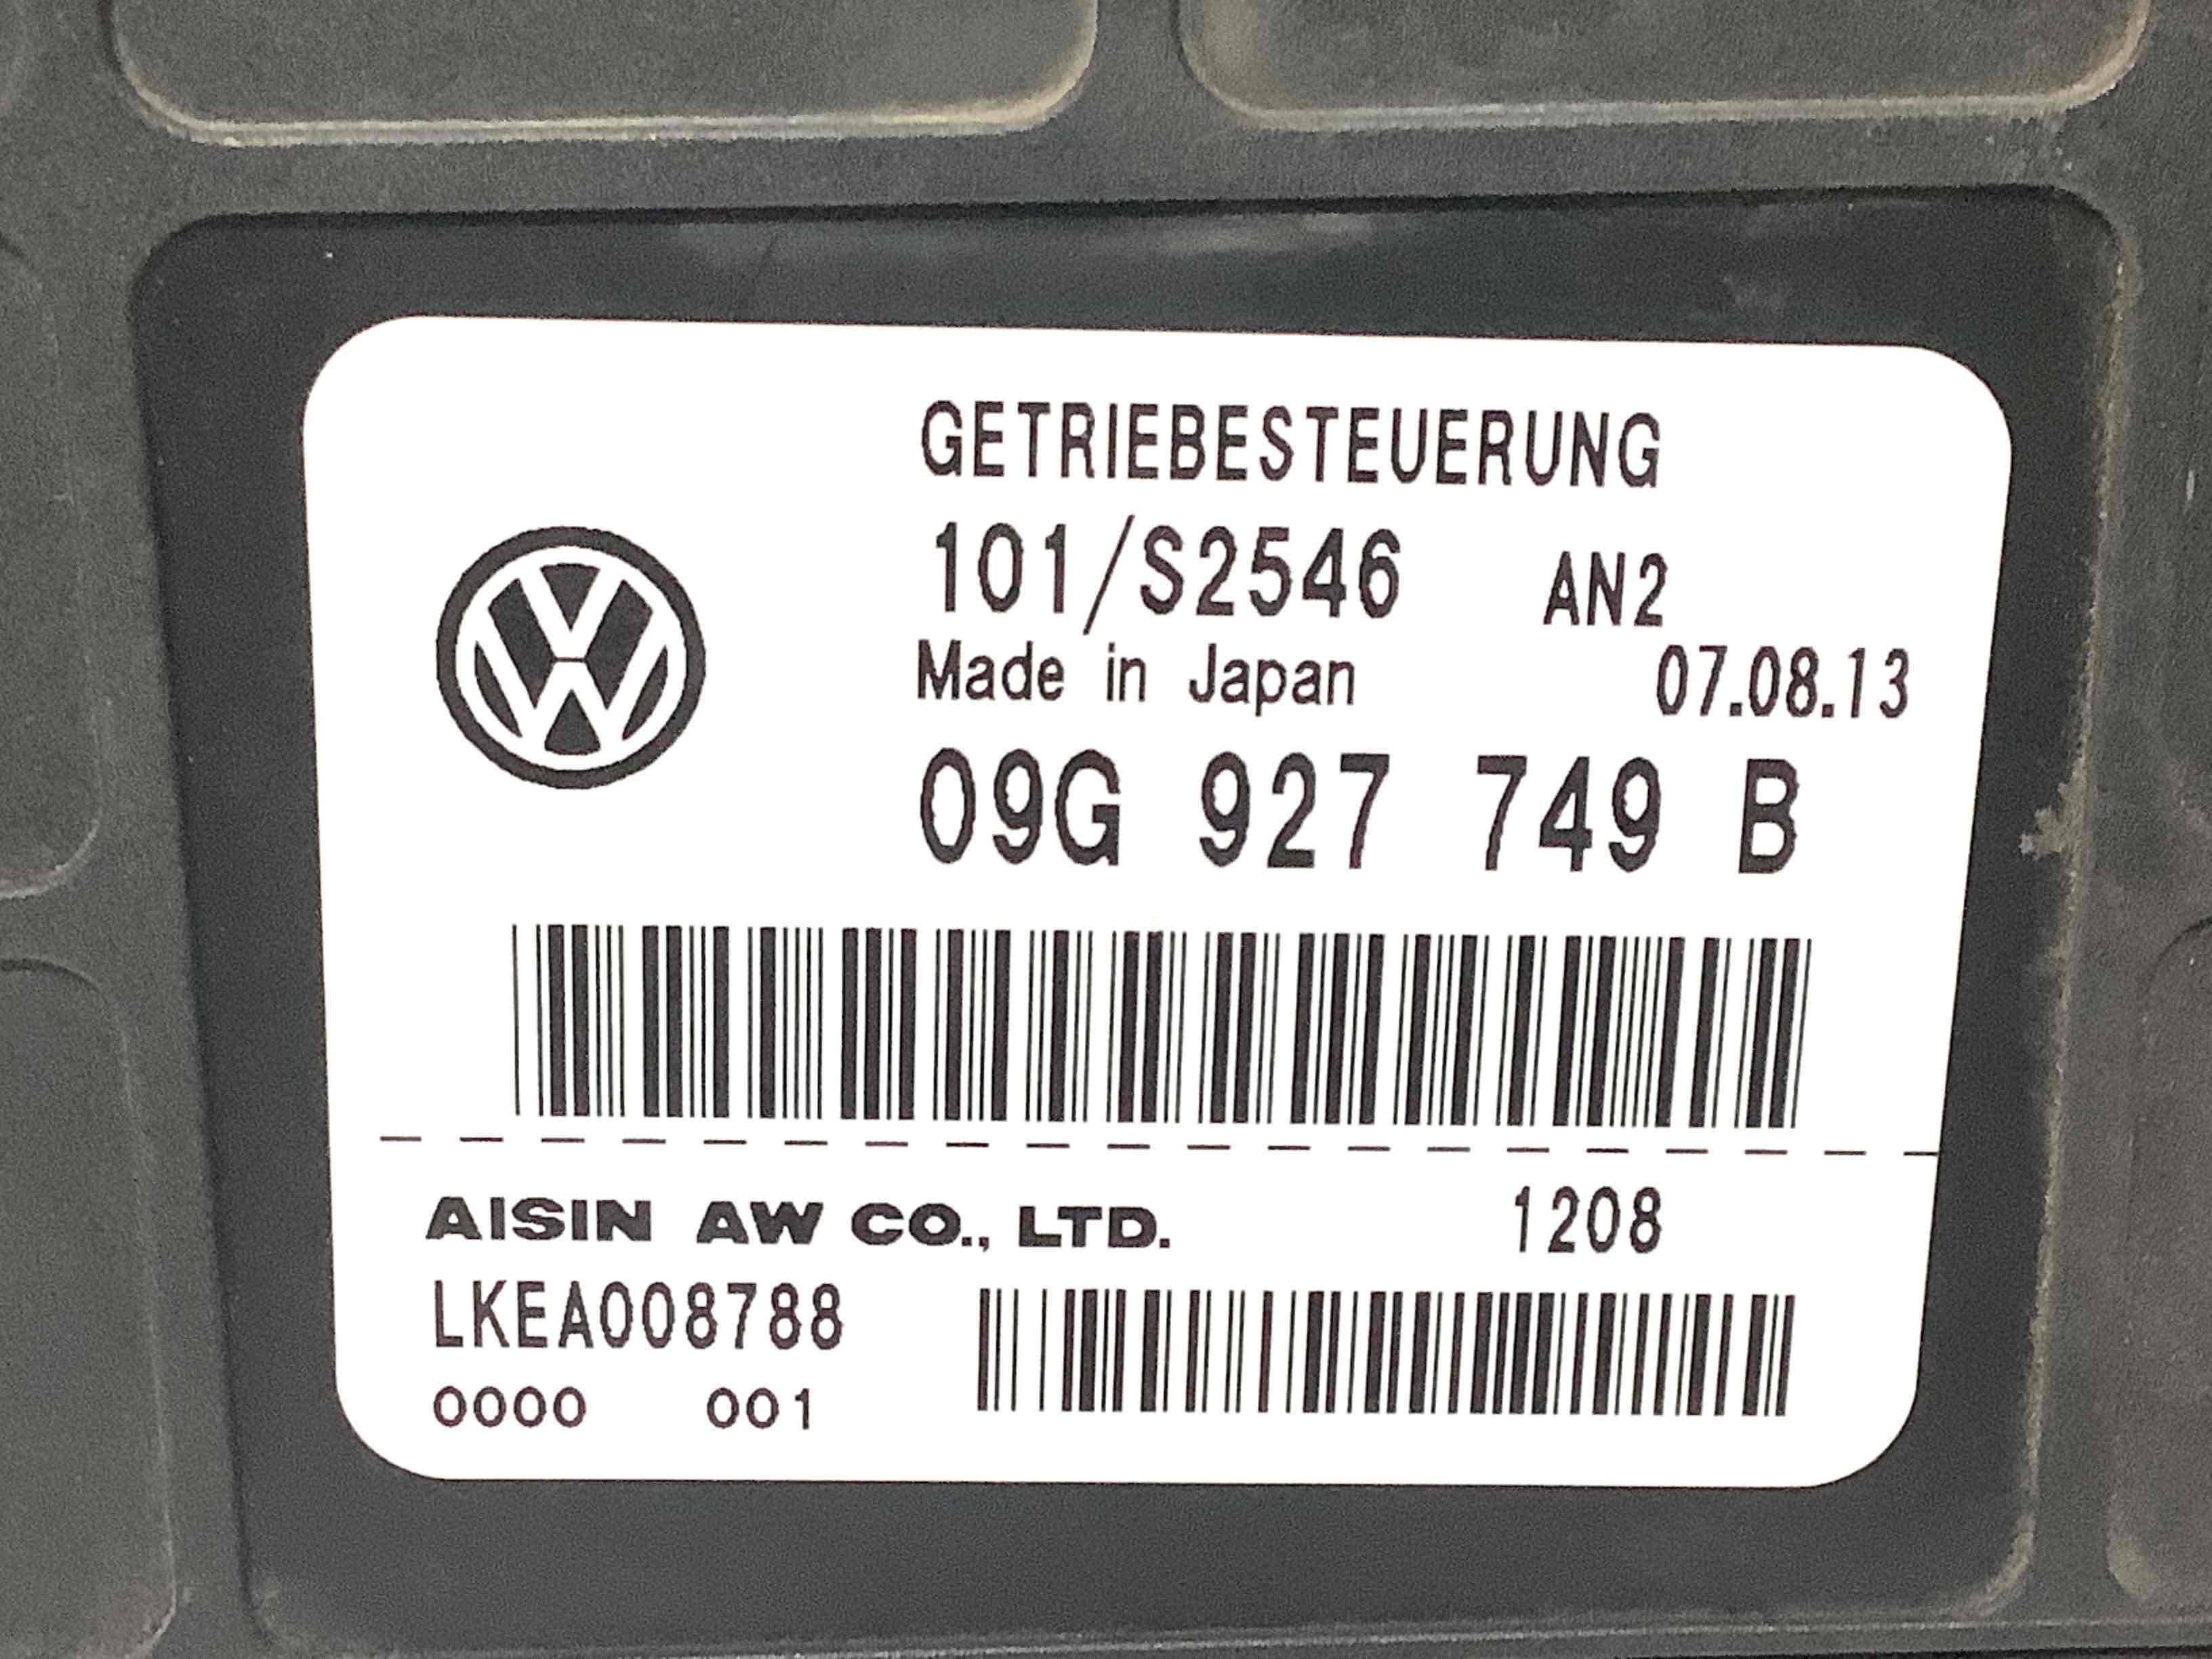 GETRIEBESTEUERUNG
101/S2546 AN2
Made in Japan 07.08.13
09G 927 749 B
AISIN AW CO., LTD. 1208
LKEA008788
0000 001